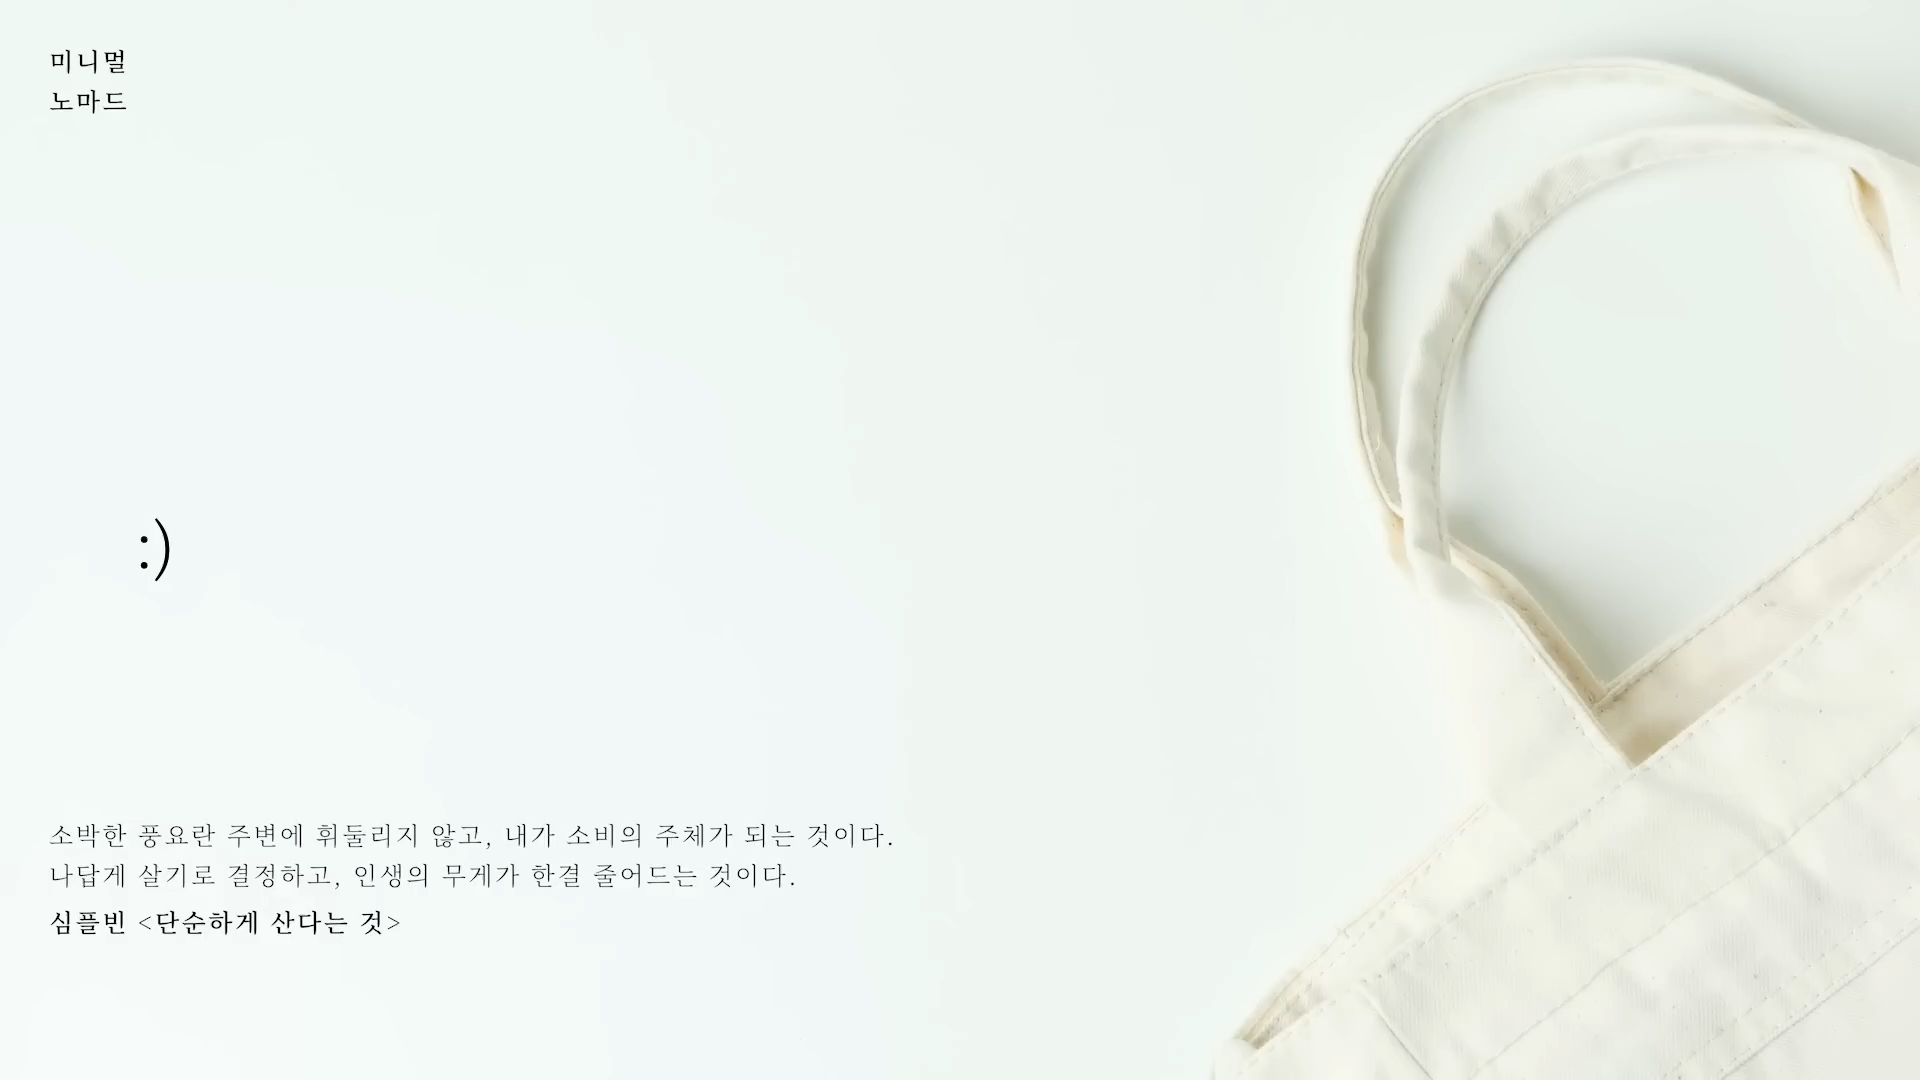 미니멀
노마드
:)
소박한 풍요란 주변에 휘둘리지 않고, 내가 소비의 주체가 되는 것이다.
나답게 살기로 결정하고, 인생의 무게가 한결 줄어드는 것이다.
심플빈 <단순하게 산다는 것>